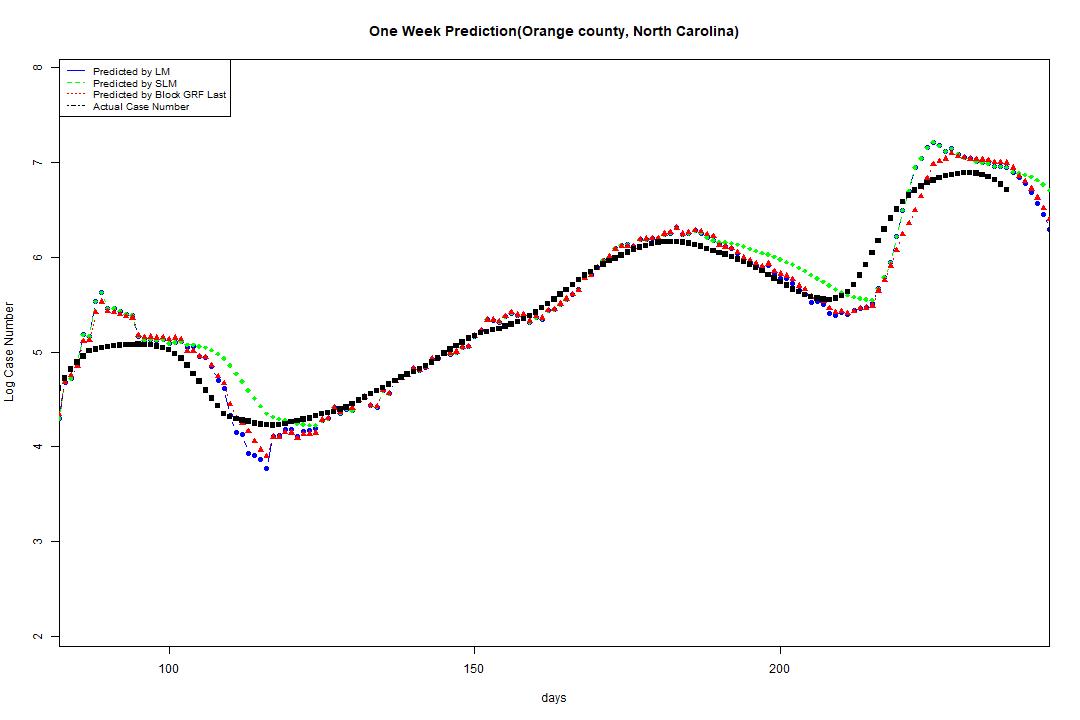 One Week Prediction(Orange county, North Carolina)
8
Predicted by LM
Predicted by SLM
Predicted by Block GRF Last
Actual Case Number
7
6
5
4
3
2
Log Case Number
100
150
200
days